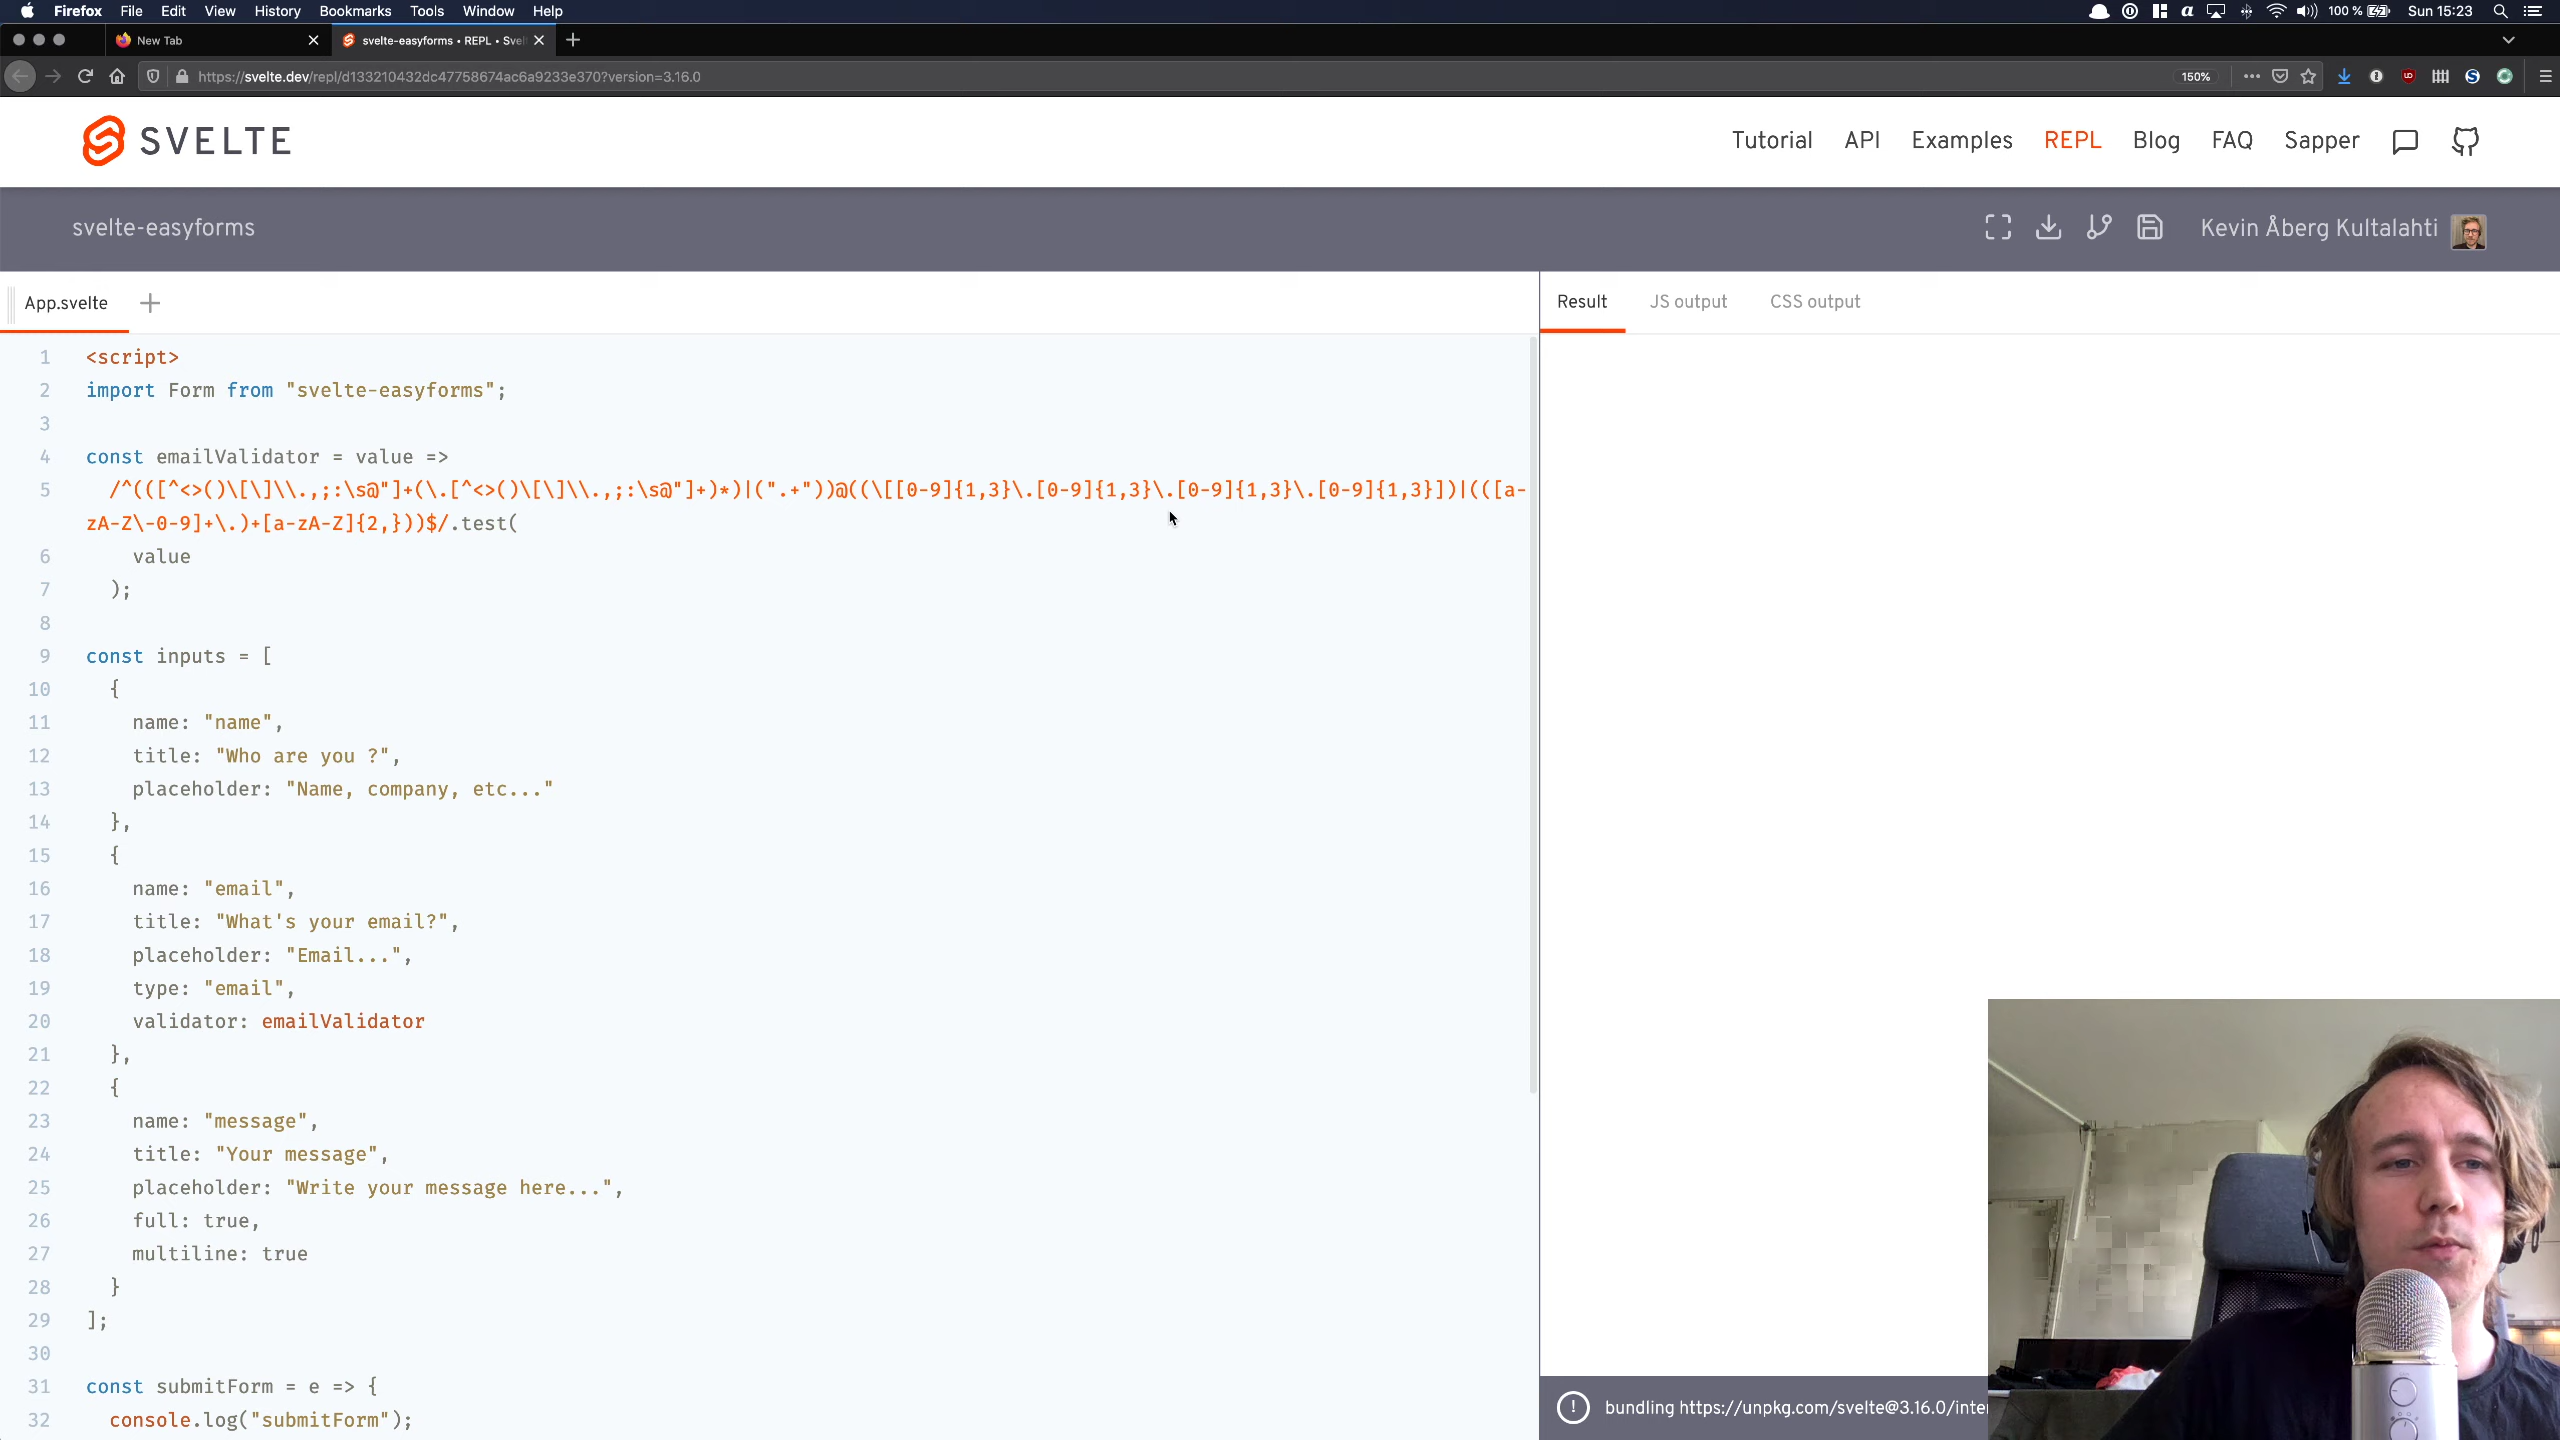 Firefox File Edit View History Bookmarks Tools Window Help 100 % Sun 15:23
New Tab svelte-easyforms • REPL • Svel
https://svelte.dev/repl/d133210432dc47758674ac6a9233e370?version=3.16.0 150%
SVELTE Tutorial API Examples REPL Blog FAQ Sapper
svelte-easyforms Kevin Åberg Kultalahti
App.svelte + Result JS output CSS output
1 <script>
2 import Form from "svelte-easyforms";
3
4 const emailValidator = value =>
5 /^(([^<>()\[\]\\.,;:\s@"]+(\.[^<>()\[\]\\.,;:\s@"]+)*)|(".+"))@((\[[0-9]{1,3}\.[0-9]{1,3}\.[0-9]{1,3}\.[0-9]{1,3}])|(([a-
zA-Z\-0-9]+\.)+[a-zA-Z]{2,}))$/.test(
6 value
7 );
8
9 const inputs = [
10 {
11 name: "name",
12 title: "Who are you ?",
13 placeholder: "Name, company, etc..."
14 },
15 {
16 name: "email",
17 title: "What's your email?",
18 placeholder: "Email...",
19 type: "email",
20 validator: emailValidator
21 },
22 {
23 name: "message",
24 title: "Your message",
25 placeholder: "Write your message here...",
26 full: true,
27 multiline: true
28 }
29 ];
30
31 const submitForm = e => {
32 console.log("submitForm");
bundling https://unpkg.com/svelte@3.16.0/inte